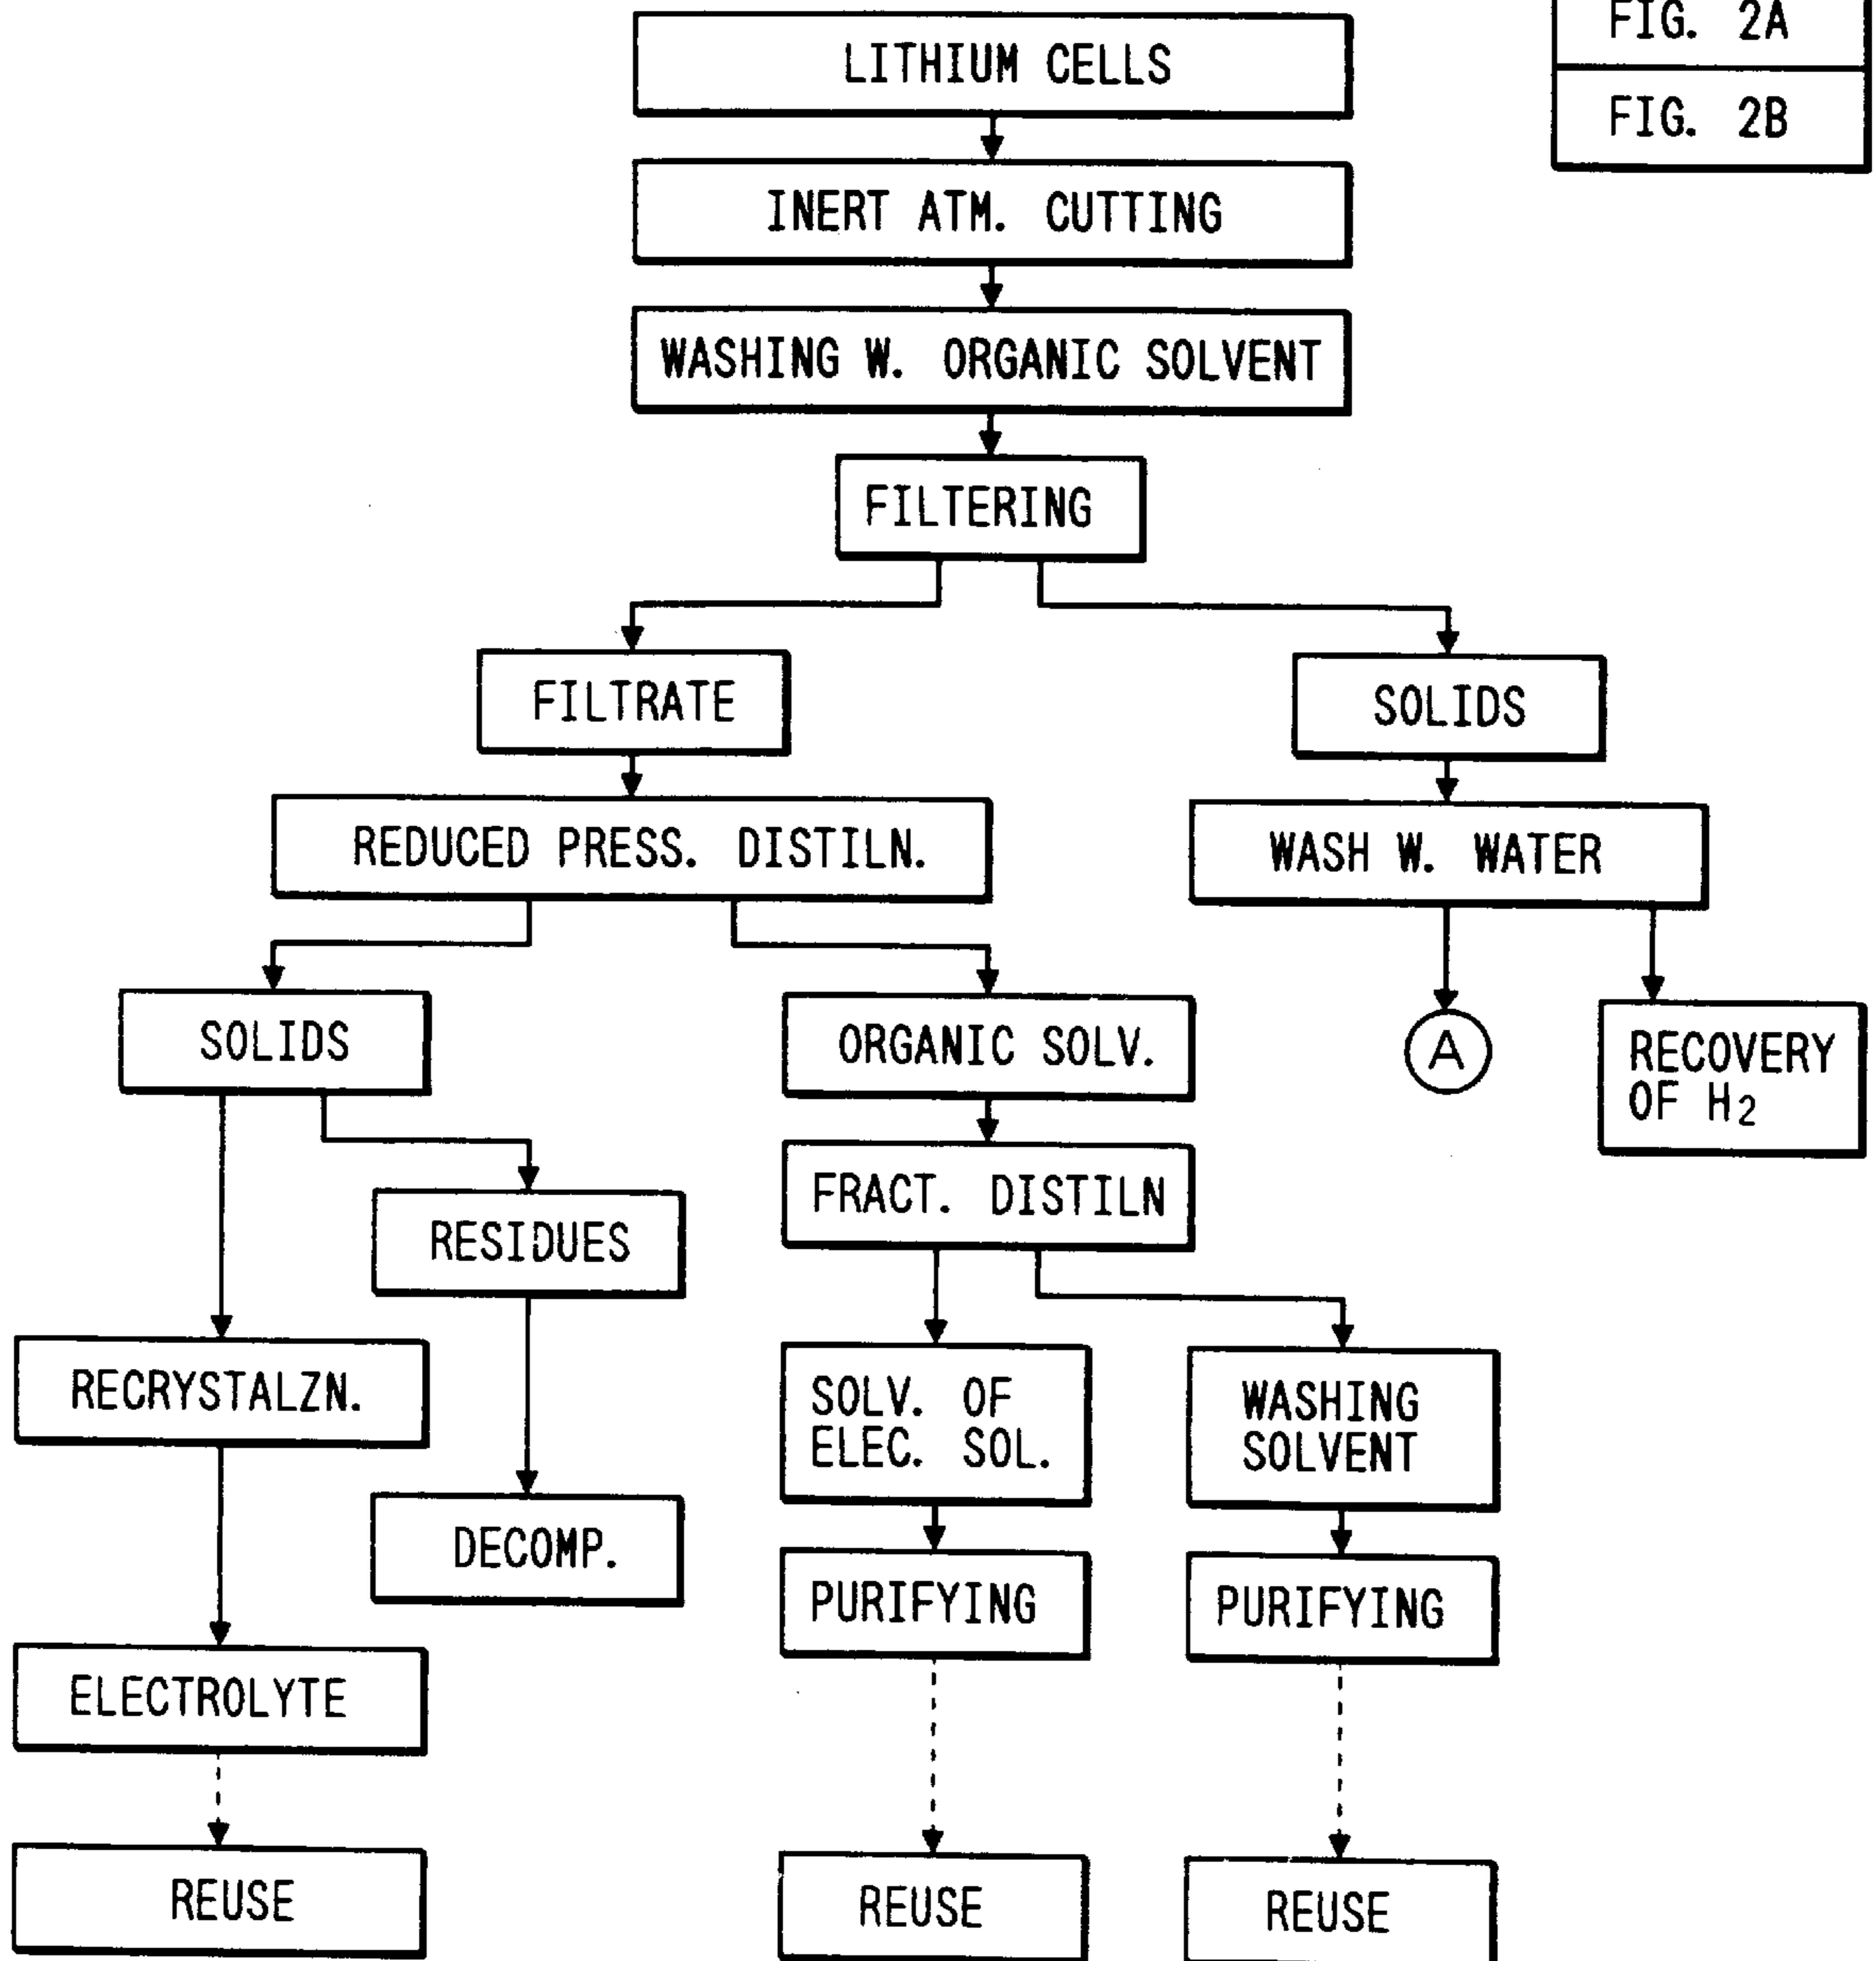 FIG. 2A
LITHIUM CELLS
FIG. 2B
INERT ATM. CUTTING
WASHING W. ORGANIC SOLVENT
FILTERING
FILTRATE
SOLIDS
REDUCED PRESS. DISTILN.
WASH W. WATER
SOLIDS
ORGANIC SOLV.
A
RECOVERY
OF H2
FRACT. DISTILN
RESIDUES
RECRYSTALZN.
SOLV. OF
ELEC. SOL.
WASHING
SOLVENT
DECOMP.
PURIFYING
PURIFYING
ELECTROLYTE
REUSE
REUSE
REUSE